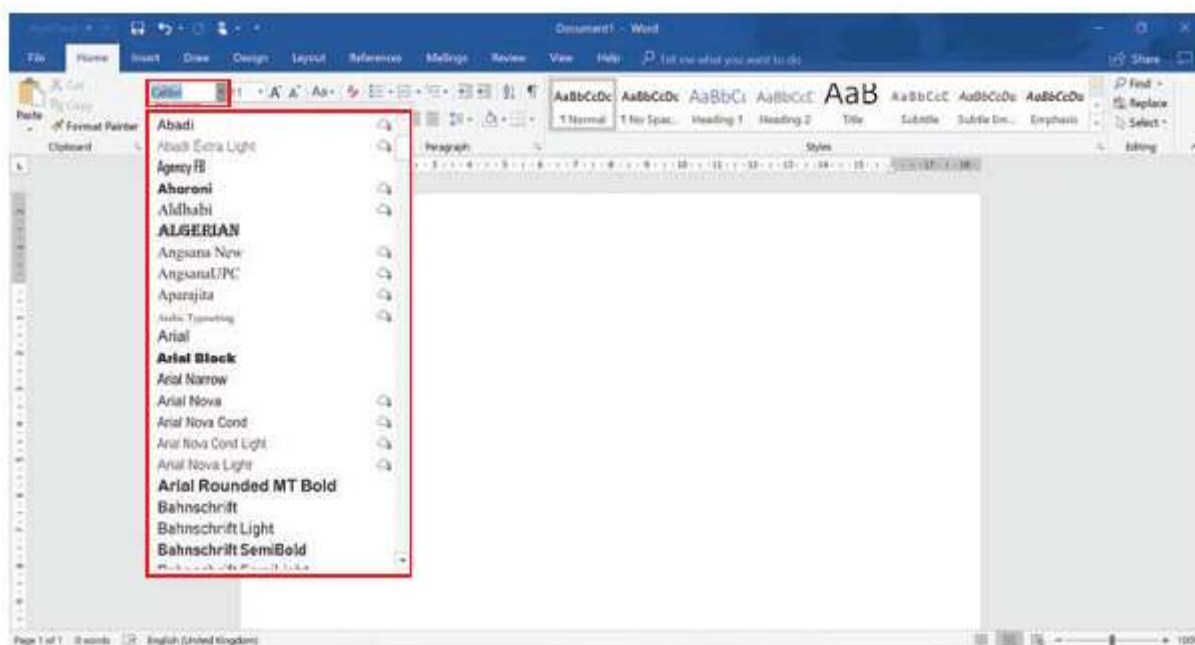 Document1 - Word
File Home Insert Draw Design Layout References Mailings Review View Help Tell me what you want to do Share
Paste
Cut
Copy
Format Painter
Clipboard
Calibri 11
Paragraph
AaBbCcDc AaBbCcDc AaBbCc AaBbCcC AaB AaBbCcC AaBbCcDc AaBbCcDc
¶ Normal ¶ No Spac... Heading 1 Heading 2 Title Subtitle Subtle Em... Emphasis
Styles
Find
Replace
Select
Editing
Abadi
Abadi Extra Light
Agency FB
Aharoni
Aldhabi
ALGERIAN
Angsana New
AngsanaUPC
Aparajita
Arabic Typesetting
Arial
Arial Black
Arial Narrow
Arial Nova
Arial Nova Cond
Arial Nova Cond Light
Arial Nova Light
Arial Rounded MT Bold
Bahnschrift
Bahnschrift Light
Bahnschrift SemiBold
Page 1 of 1 0 words English (United Kingdom) 100%